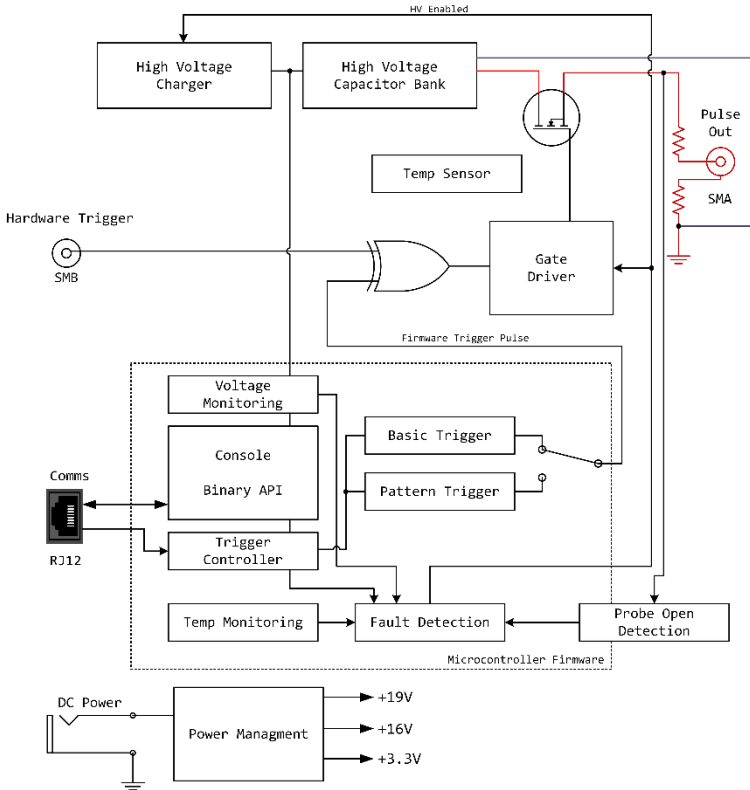 HV Enabled
High Voltage
Charger
High Voltage
Capacitor Bank
Pulse
Out
SMA
Temp Sensor
Hardware Trigger
SMB
Gate
Driver
Firmware Trigger Pulse
Voltage
Monitoring
Basic Trigger
Console
Binary API
Pattern Trigger
Comms
RJ12
Trigger
Controller
Temp Monitoring
Fault Detection
Probe Open
Detection
Microcontroller Firmware
DC Power
Power Managment
+19V
+16V
+3.3V